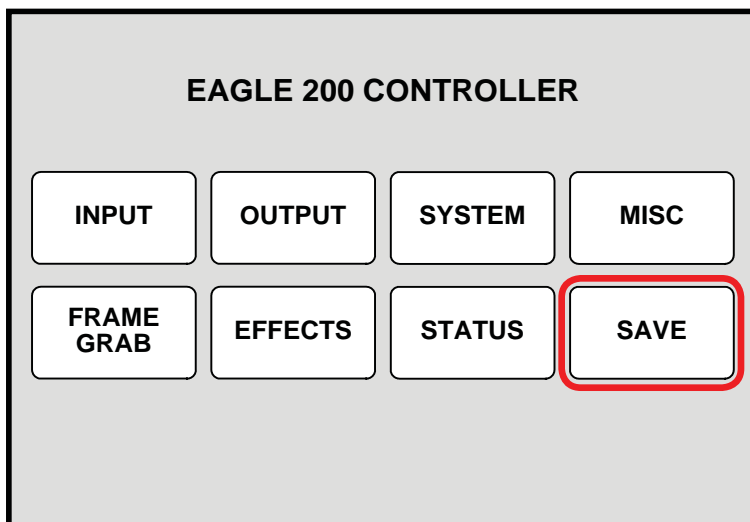 EAGLE 200 CONTROLLER
INPUT
OUTPUT
SYSTEM
MISC
FRAME
GRAB
EFFECTS
STATUS
SAVE